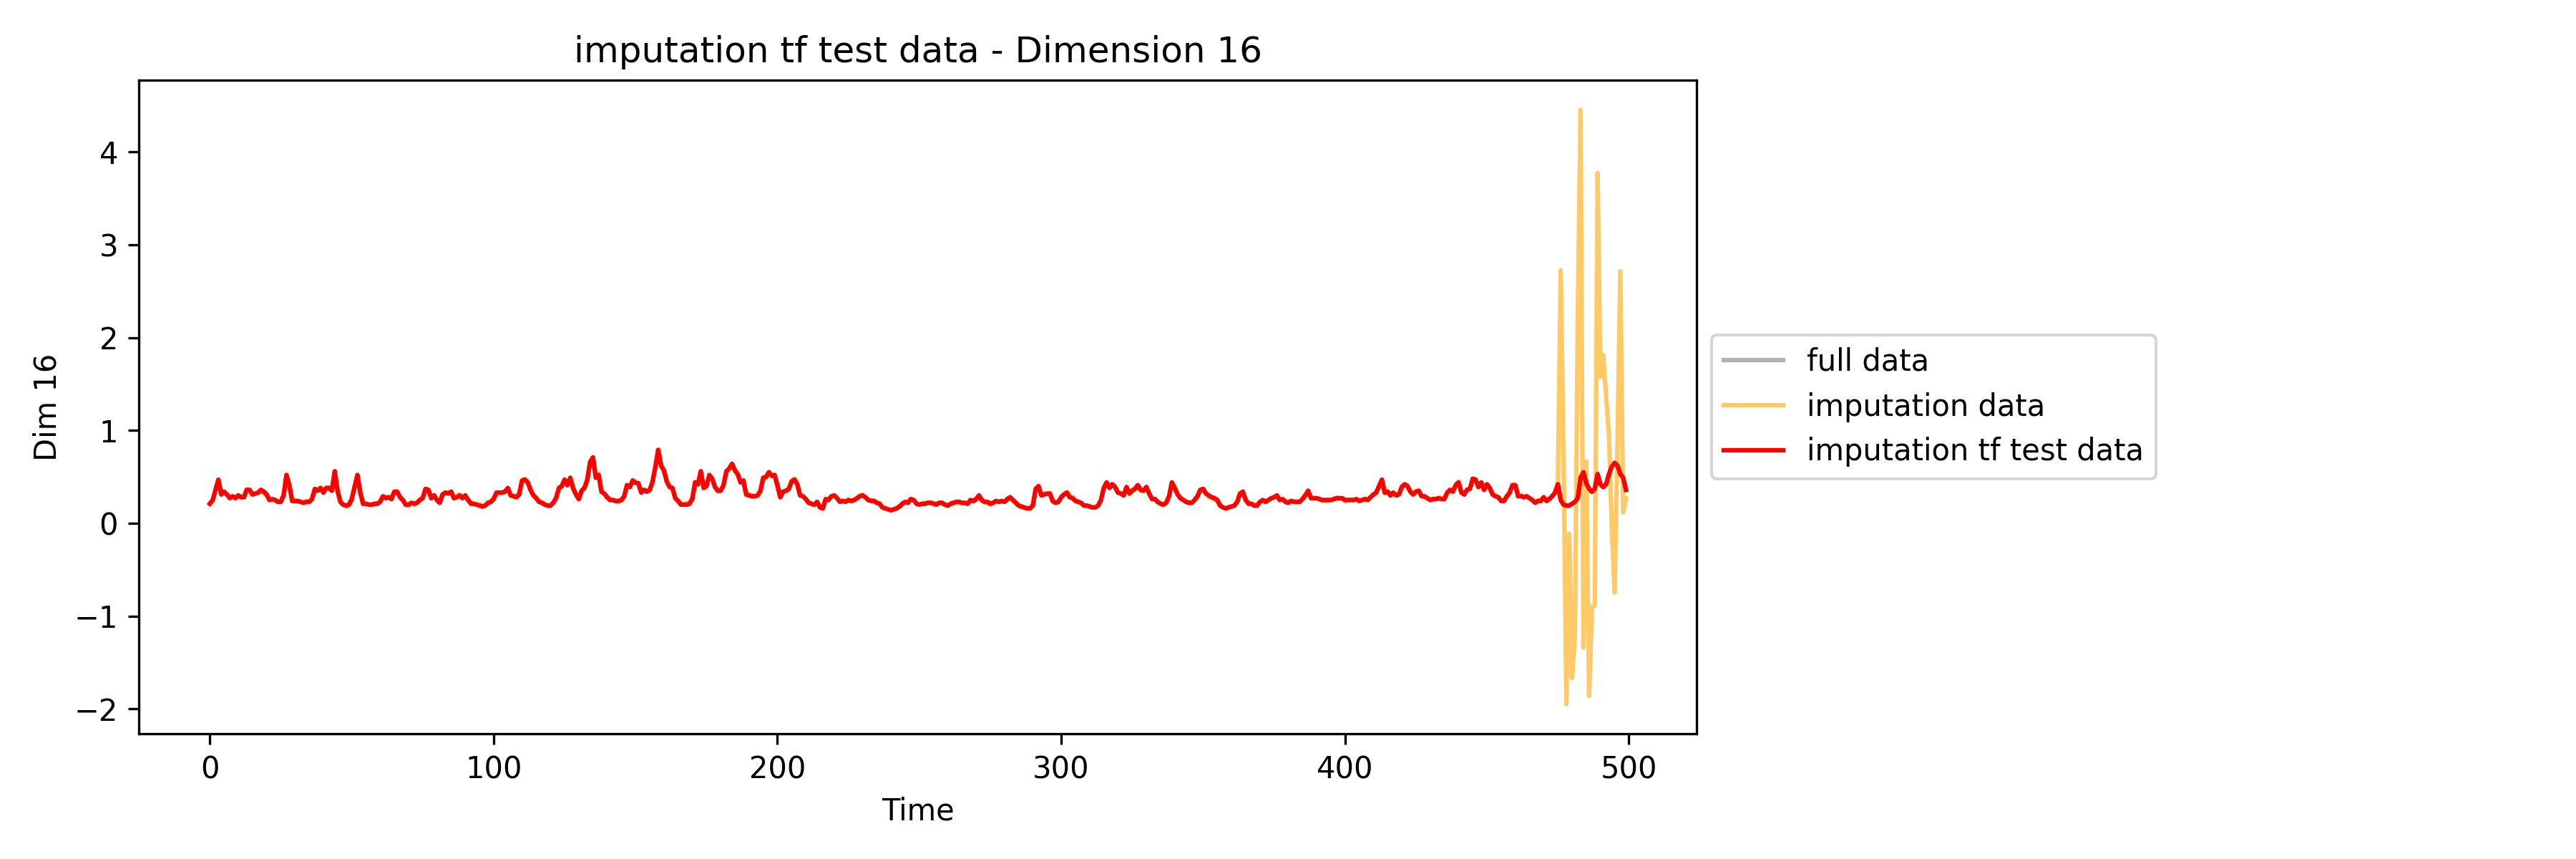 imputation tf test data - Dimension 16
Dim 16
4
3
2
1
0
−1
−2
0 100 200 300 400 500
Time
full data
imputation data
imputation tf test data